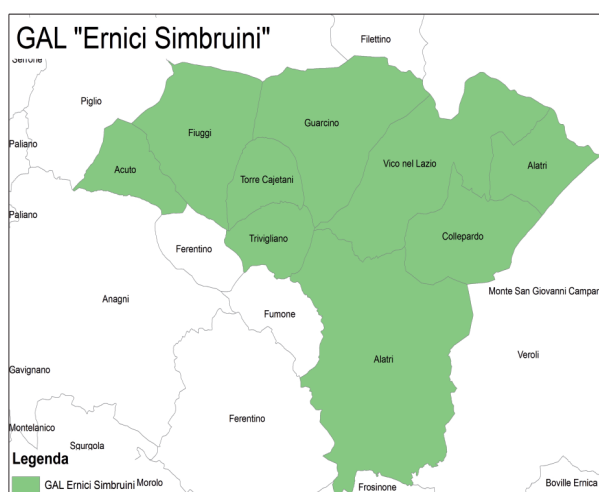 GAL "Ernici Simbruini"
Filettino
Serrone
Piglio
Guarcino
Fiuggi
Paliano
Vico nel Lazio
Alatri
Acuto
Torre Cajetani
Paliano
Collepardo
Trivigliano
Ferentino
Monte San Giovanni Campan
Anagni
Fumone
Veroli
Alatri
Gavignano
Ferentino
Montelanico
Sgurgola
Legenda
GAL Ernici Simbruini
Morolo
Frosinone
Boville Ernica